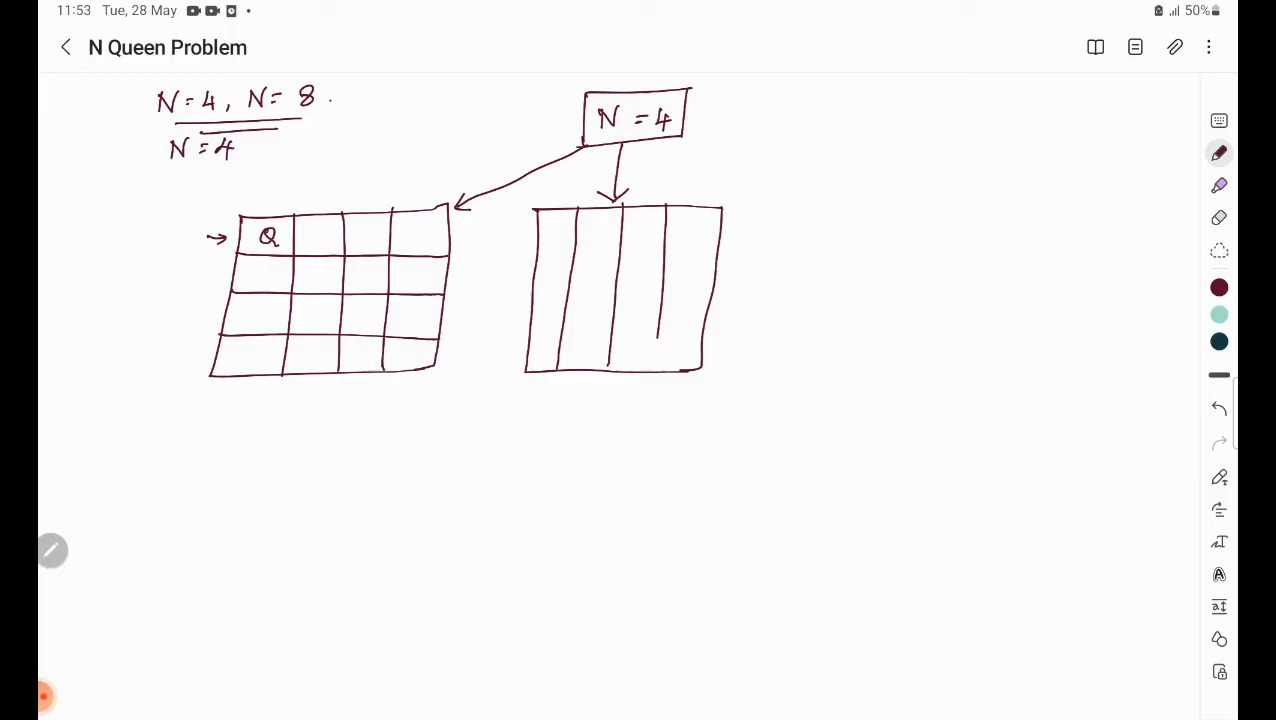 11:53 Tue, 28 May
50%
N Queen Problem
N=4, N= 8
N=4
N =4
Q